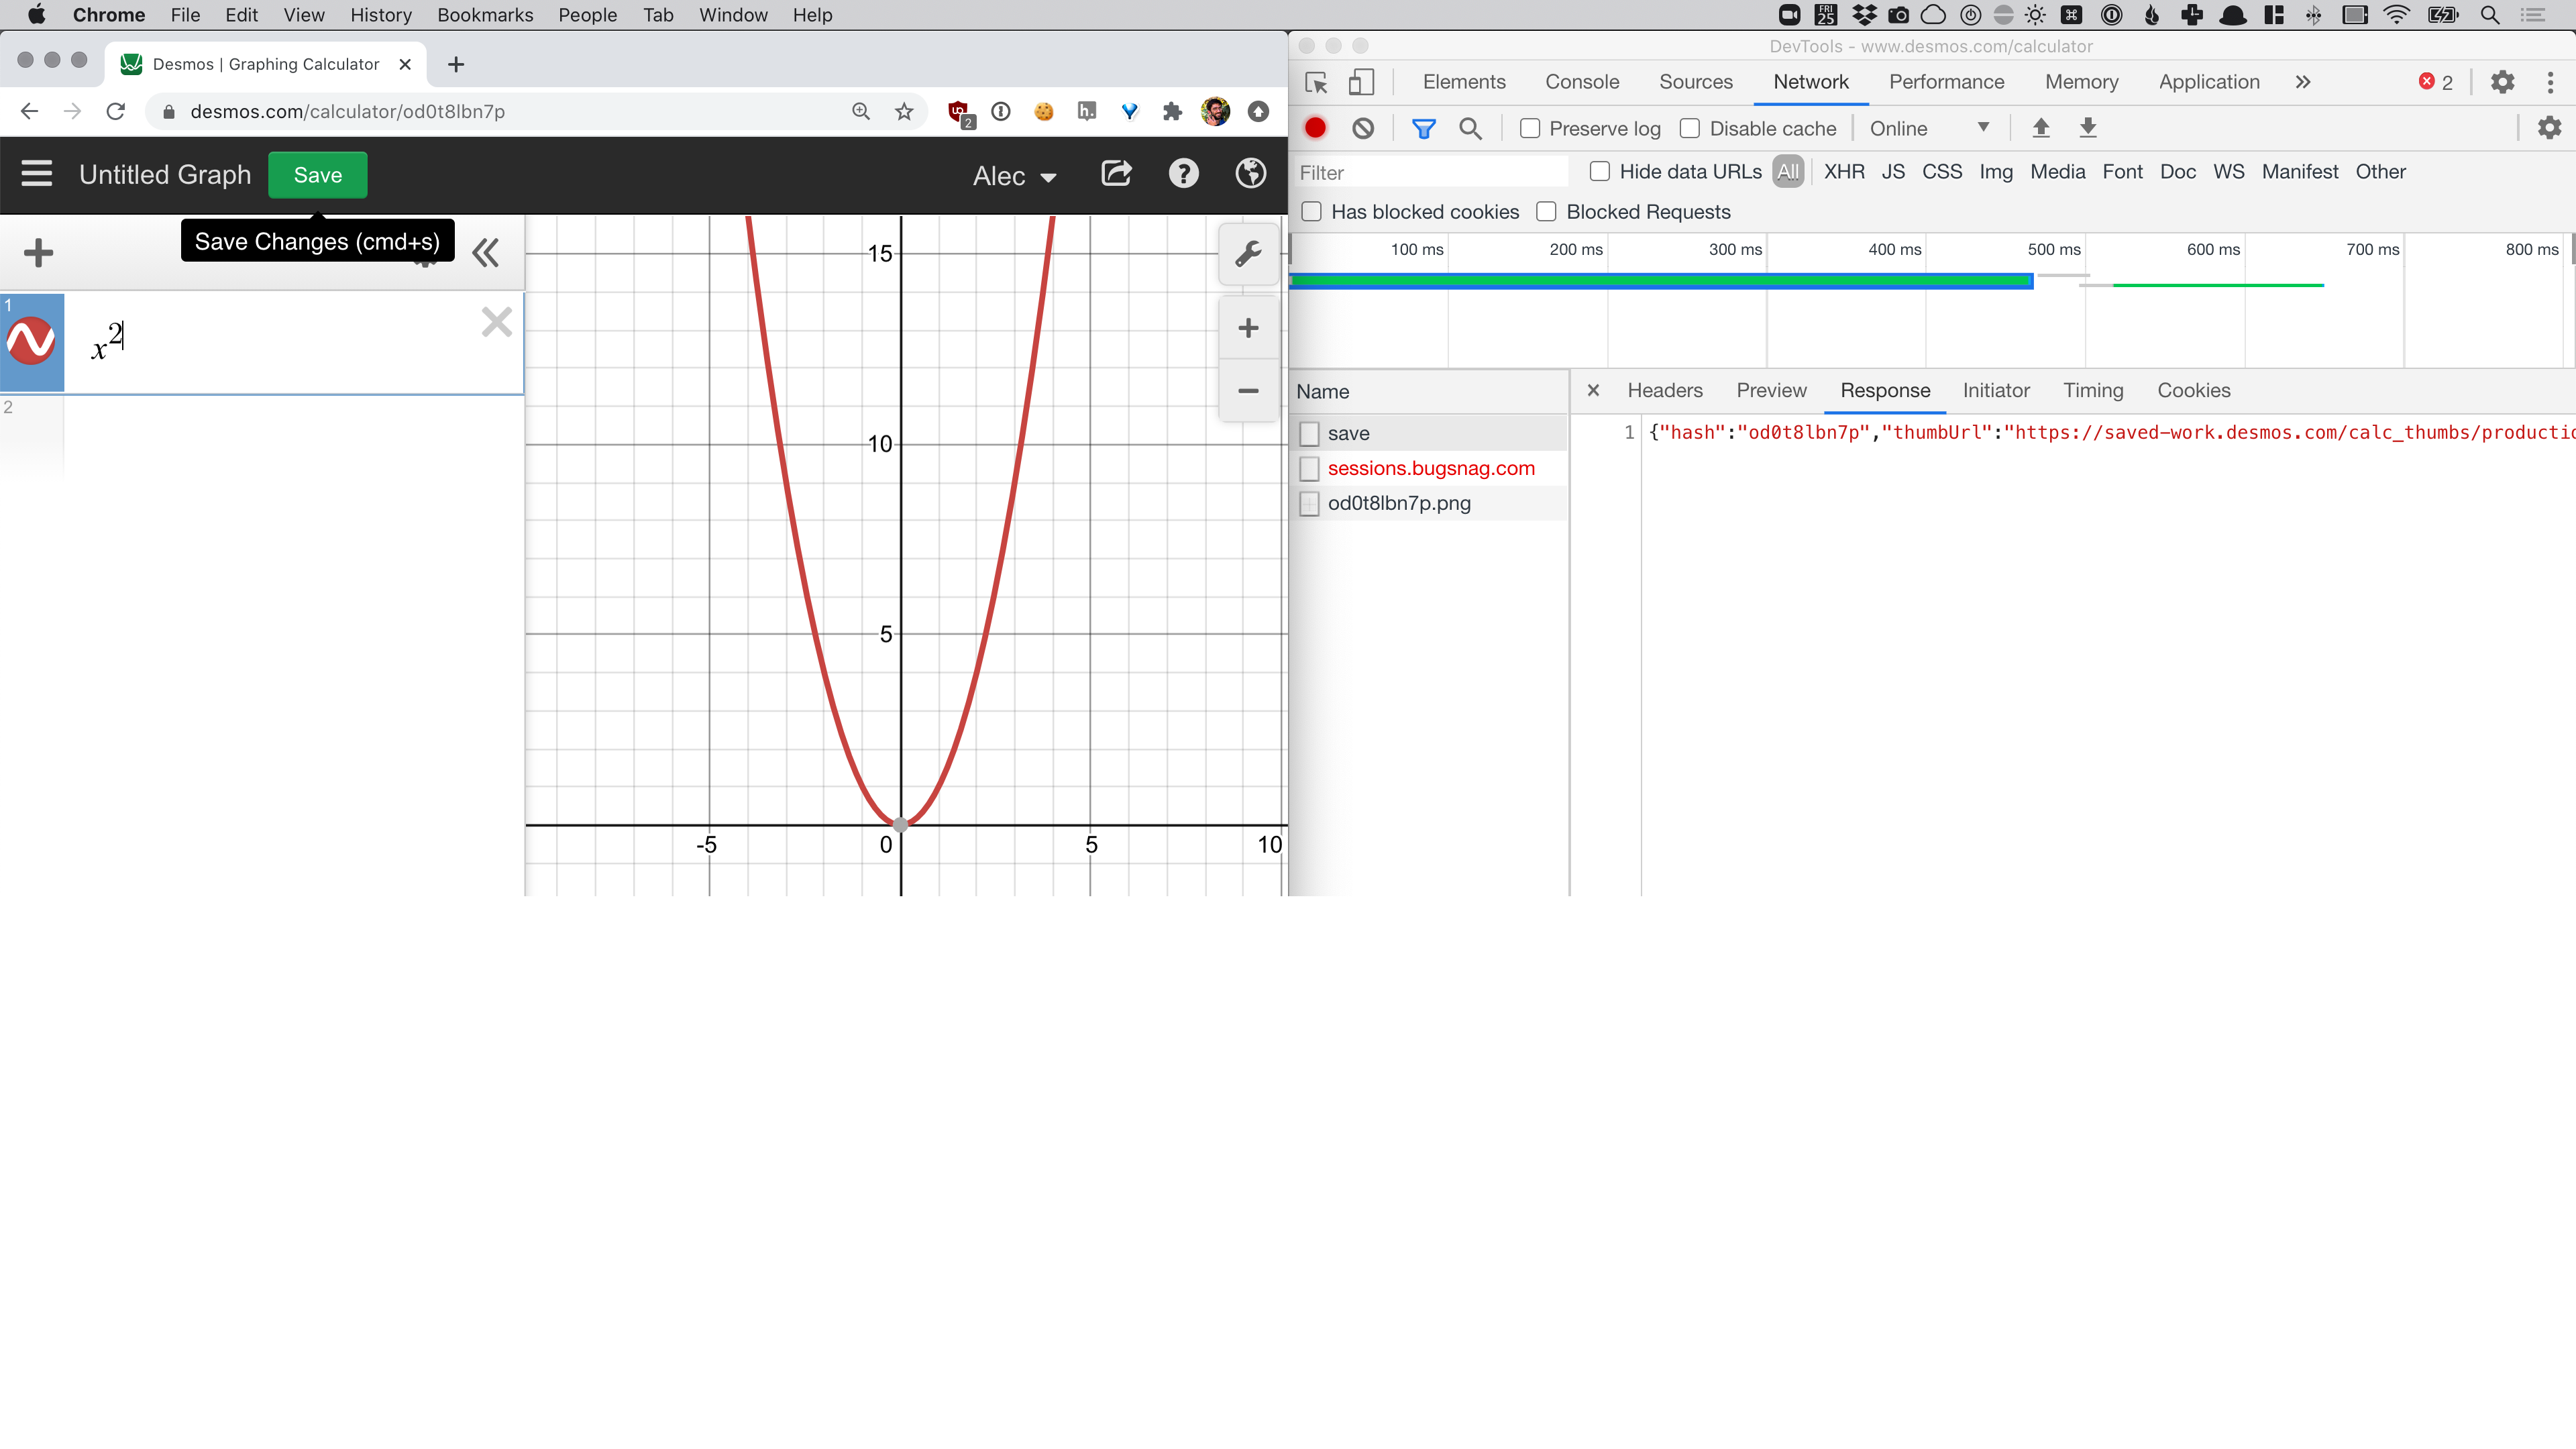 Chrome File Edit View History Bookmarks People Tab Window Help
FRI
25
Desmos | Graphing Calculator
DevTools - www.desmos.com/calculator
Elements Console Sources Network Performance Memory Application 2
desmos.com/calculator/od0t8lbn7p
2
h.
Preserve log Disable cache Online
Untitled Graph Save Alec
Filter Hide data URLs All XHR JS CSS Img Media Font Doc WS Manifest Other
Has blocked cookies Blocked Requests
Save Changes (cmd+s)
100 ms 200 ms 300 ms 400 ms 500 ms 600 ms 700 ms 800 ms
1
x^2
2
15
10
5
-5 0 5 10
Name
Headers Preview Response Initiator Timing Cookies
save
sessions.bugsnag.com
od0t8lbn7p.png
1 {"hash":"od0t8lbn7p","thumbUrl":"https://saved-work.desmos.com/calc_thumbs/productio